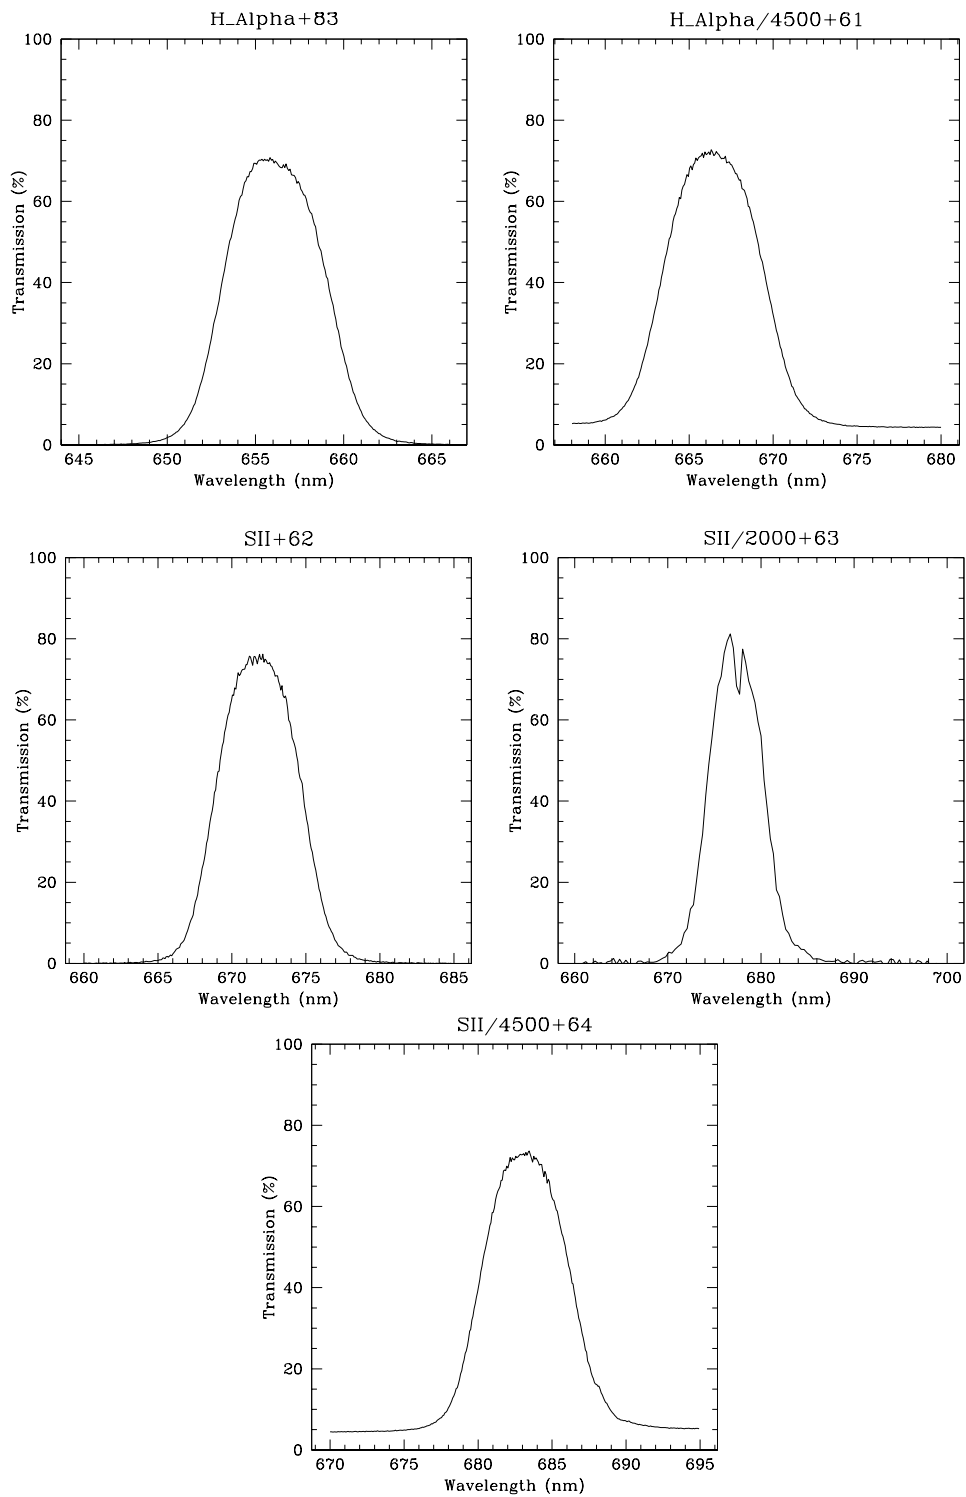 H_Alpha+83
100
80
60
40
20
0
Transmission (%)
645 650 655 660 665
Wavelength (nm)
H_Alpha/4500+61
100
80
60
40
20
0
Transmission (%)
660 665 670 675 680
Wavelength (nm)
SII+62
100
80
60
40
20
0
Transmission (%)
660 665 670 675 680 685
Wavelength (nm)
SII/2000+63
100
80
60
40
20
0
Transmission (%)
660 670 680 690 700
Wavelength (nm)
SII/4500+64
100
80
60
40
20
0
Transmission (%)
670 675 680 685 690 695
Wavelength (nm)